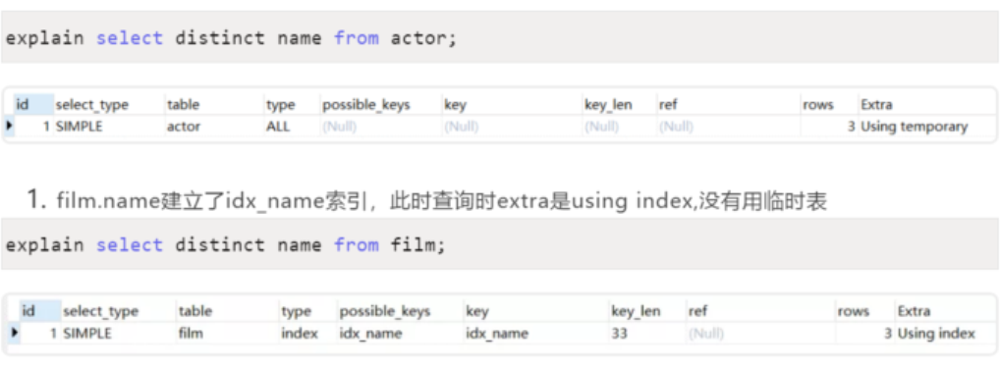 explain select distinct name from actor;
id select_type table type possible_keys key key_len ref rows Extra
1 SIMPLE actor ALL (Null) (Null) (Null) (Null) 3 Using temporary
1. film.name建立了idx_name索引，此时查询时extra是using index,没有用临时表
explain select distinct name from film;
id select_type table type possible_keys key key_len ref rows Extra
1 SIMPLE film index idx_name idx_name 33 (Null) 3 Using index